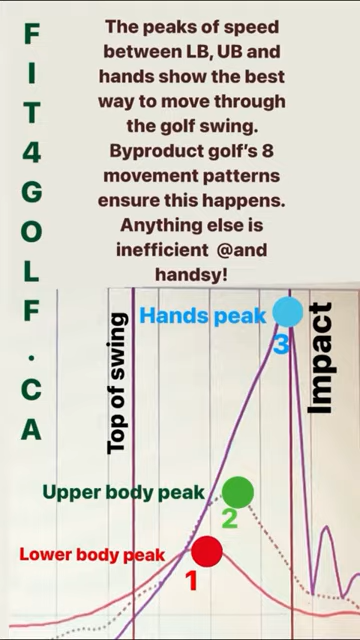 FIT4GOLF.CA
The peaks of speed
between LB, UB and
hands show the best
way to move through
the golf swing.
Byproduct golf's 8
movement patterns
ensure this happens.
Anything else is
inefficient @and
handsy!
Hands peak
3
Impact
Top of swing
Upper body peak
2
Lower body peak
1